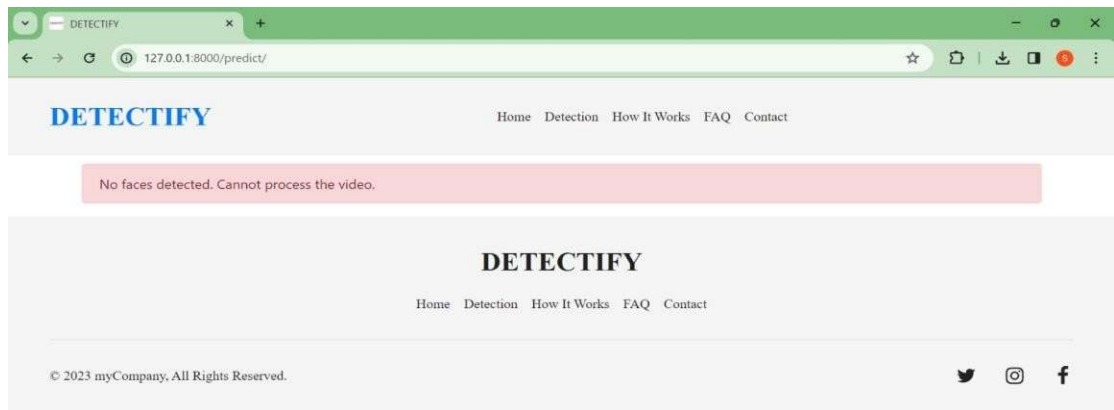 DETECTIFY
127.0.0.1:8000/predict/
S
DETECTIFY
Home Detection How It Works FAQ Contact
No faces detected. Cannot process the video.
DETECTIFY
Home Detection How It Works FAQ Contact
© 2023 myCompany, All Rights Reserved.